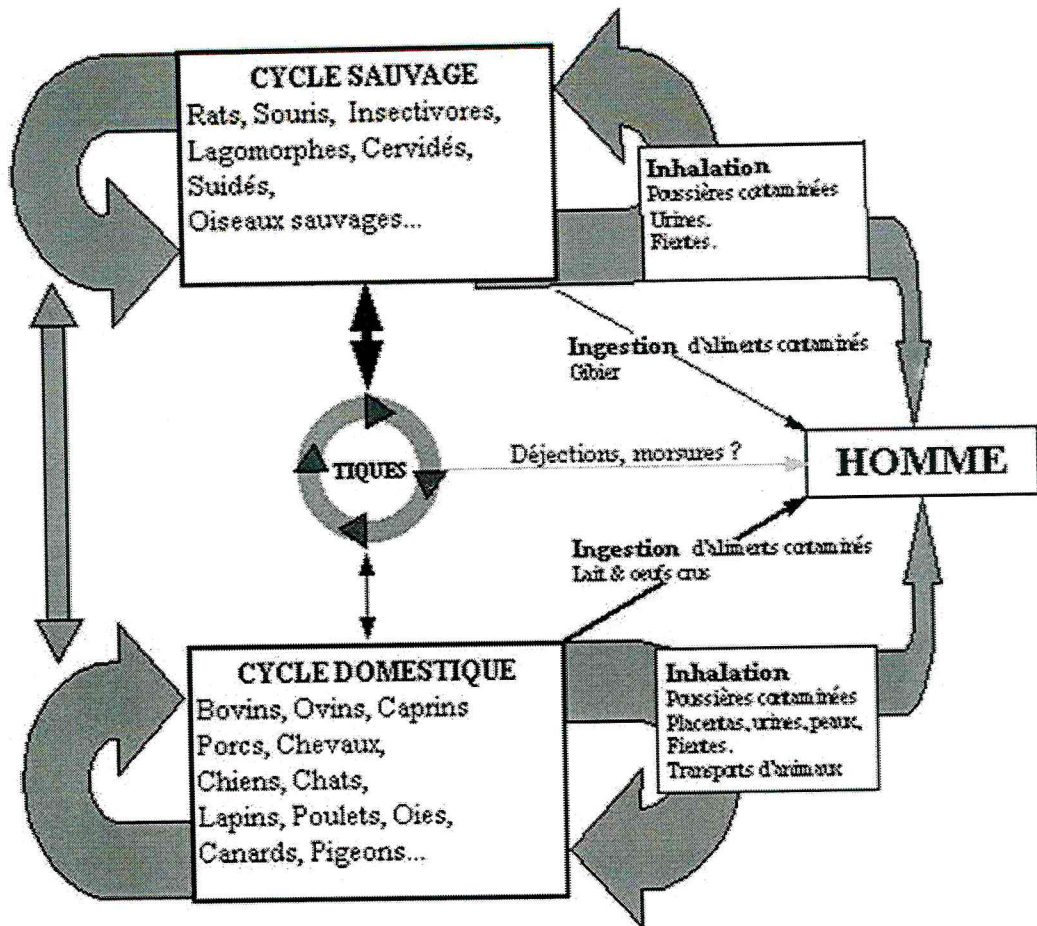 CYCLE SAUVAGE
Rats, Souris, Insectivores,
Lagomorphes, Cervidés,
Suidés,
Oiseaux sauvages...
Inhalation
Poussières contaminées
Urines.
Fientes.
Ingestion d'aliments contaminés
Gibier
TIQUES
Déjections, morsures ?
HOMME
Ingestion d'aliments contaminés
Lait & oeufs crus
CYCLE DOMESTIQUE
Bovins, Ovins, Caprins
Porcs, Chevaux,
Chiens, Chats,
Lapins, Poulets, Oies,
Canards, Pigeons...
Inhalation
Poussières contaminées
Placentas, urines, peaux,
Fientes.
Transports d'animaux